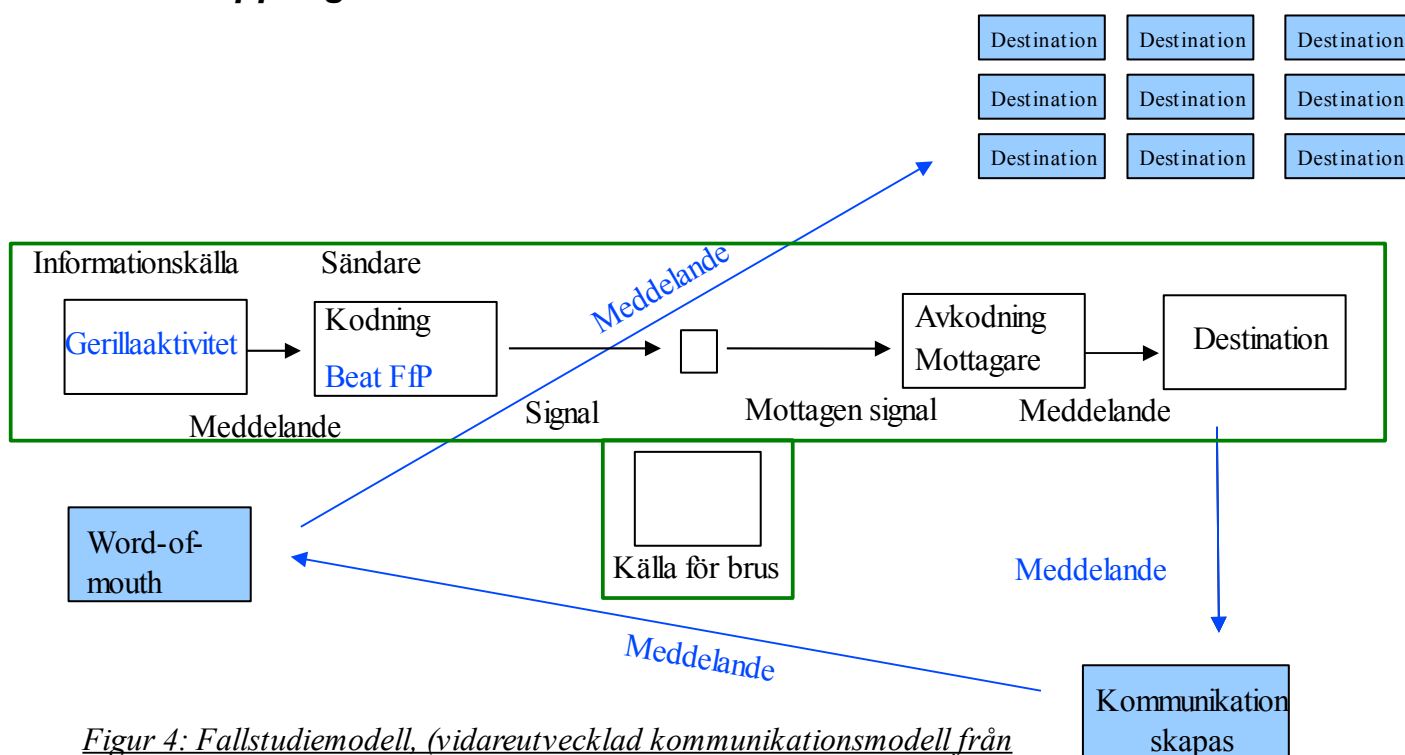 Destination Destination Destination
Destination Destination Destination
Destination Destination Destination
Informationskälla
Sändare
Gerillaaktivitet
Kodning
Beat FfP
Meddelande
Meddelande
Signal
Mottagen signal
Avkodning
Mottagare
Meddelande
Destination
Källa för brus
Word-of-
mouth
Meddelande
Meddelande
Kommunikation
skapas
Figur 4: Fallstudiemodell, (vidareutvecklad kommunikationsmodell från